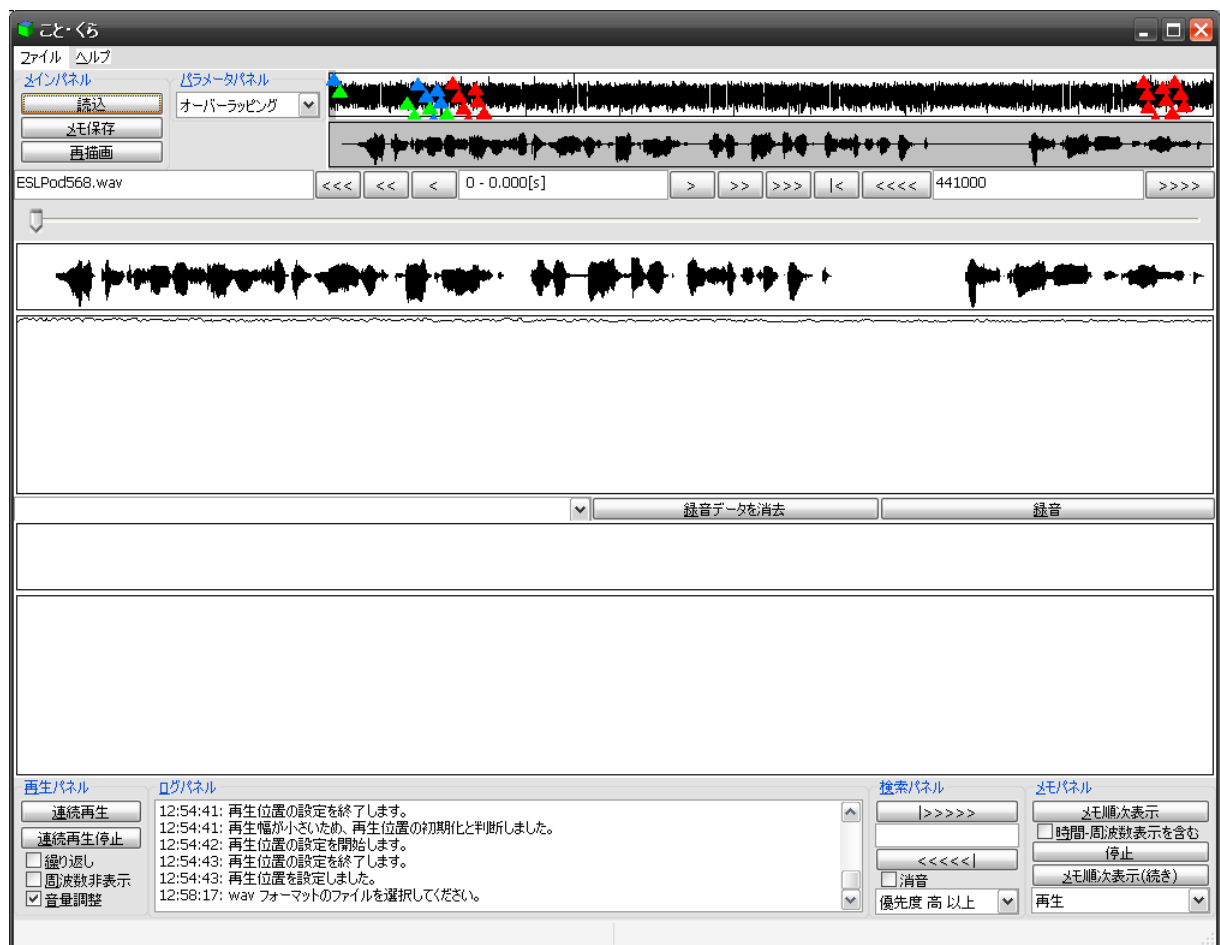 こと・くら
ファイル ヘルプ
メインパネル パラメータパネル
読込 オーバーラッピング
メモ保存
再描画
ESLPod568.wav <<< << < 0 - 0.000[s] > >> >>> |< <<<< 441000 >>>>
録音データを消去 録音
再生パネル ログパネル 検索パネル メモパネル
連続再生
連続再生停止
繰り返し
周波数非表示
音量調整
12:54:41: 再生位置の設定を終了します。
12:54:41: 再生幅が小さいため、再生位置の初期化と判断しました。
12:54:42: 再生位置の設定を開始します。
12:54:43: 再生位置の設定を終了します。
12:54:43: 再生位置を設定しました。
12:58:17: wav フォーマットのファイルを選択してください。
|>>>>>
<<<<<|
消音
優先度 高 以上
メモ順次表示
時間-周波数表示を含む
停止
メモ順次表示(続き)
再生